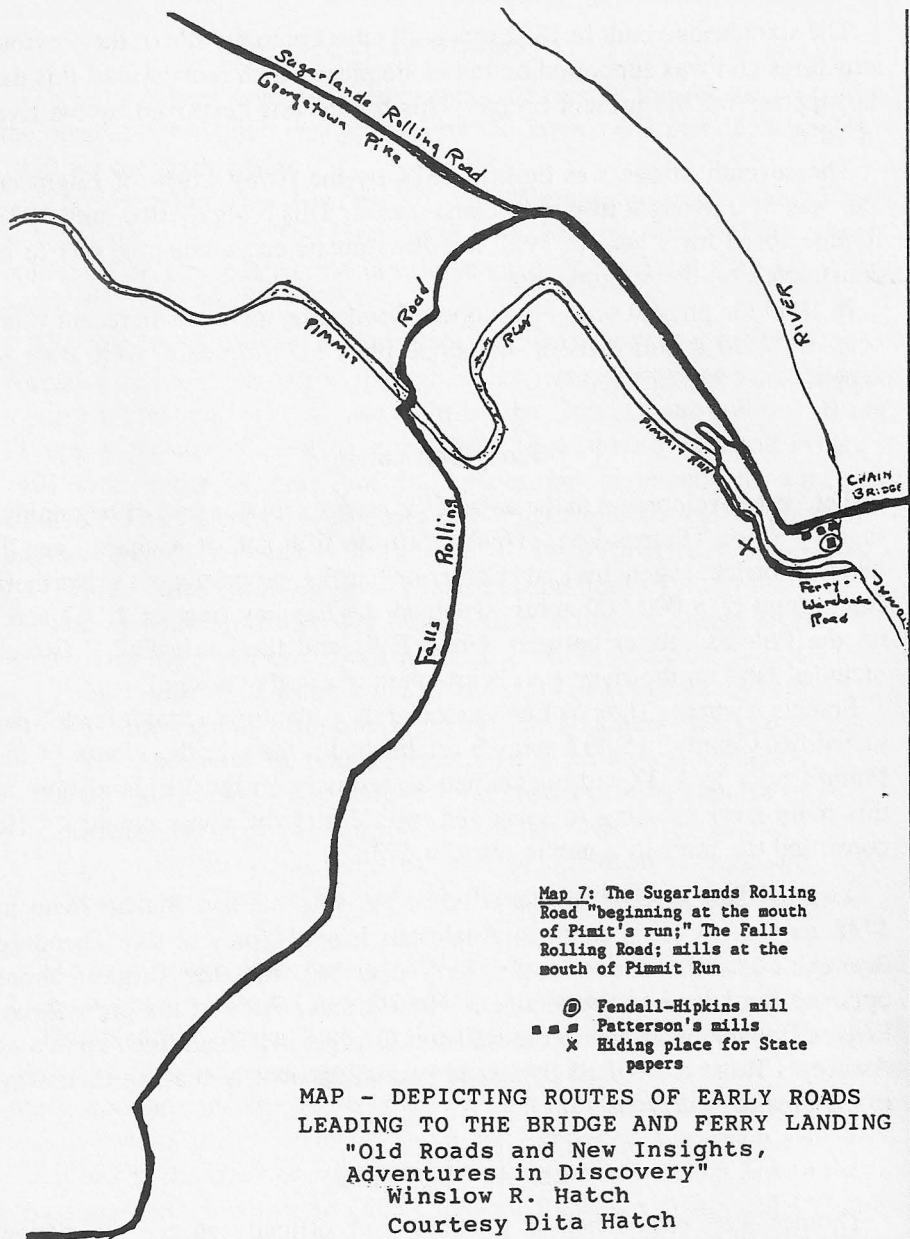 Sugarlands Rolling Road
Georgetown Pike
RIVER
PIMMIT
Road
RUN
PIMMIT RUN
CHAIN
BRIDGE
X
Ferry-
Warehouse
Road
Falls Rolling
Map 7: The Sugarlands Rolling
Road "beginning at the mouth
of Pimit's run;" The Falls
Rolling Road; mills at the
mouth of Pimmit Run
Fendall-Hipkins mill
Patterson's mills
X Hiding place for State
papers
MAP - DEPICTING ROUTES OF EARLY ROADS
LEADING TO THE BRIDGE AND FERRY LANDING
"Old Roads and New Insights,
Adventures in Discovery"
Winslow R. Hatch
Courtesy Dita Hatch